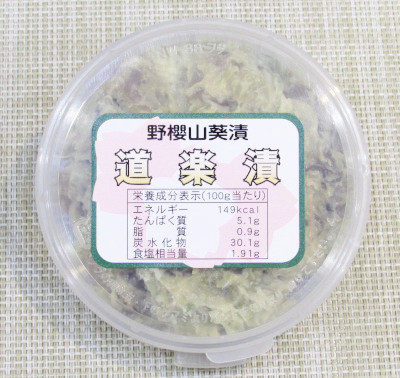 野櫻山葵漬
道楽漬
栄養成分表示(100g当たり)
エネルギー 149kcal
たんぱく質 5.1g
脂質 0.9g
炭水化物 30.1g
食塩相当量 1.91g